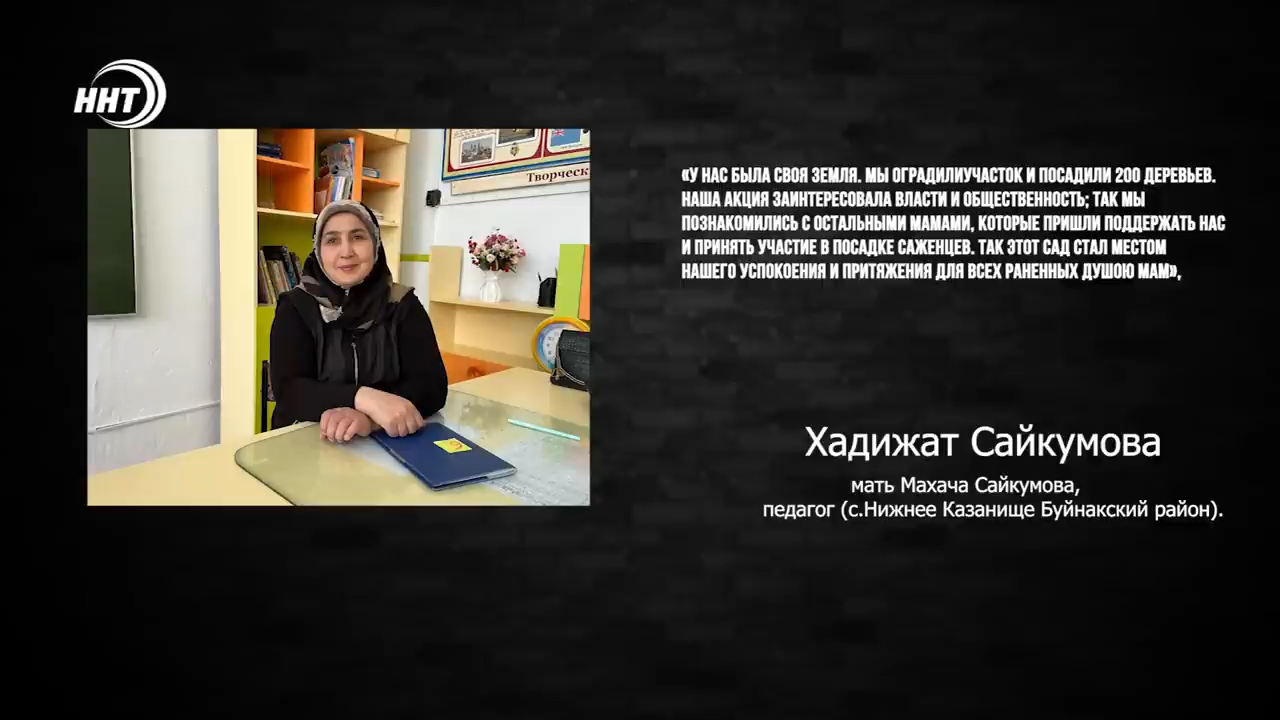 ННТ
Творческ
«У НАС БЫЛА СВОЯ ЗЕМЛЯ. МЫ ОГРАДИЛИУЧАСТОК И ПОСАДИЛИ 200 ДЕРЕВЬЕВ.
НАША АКЦИЯ ЗАИНТЕРЕСОВАЛА ВЛАСТИ И ОБЩЕСТВЕННОСТЬ; ТАК МЫ
ПОЗНАКОМИЛИСЬ С ОСТАЛЬНЫМИ МАМАМИ, КОТОРЫЕ ПРИШЛИ ПОДДЕРЖАТЬ НАС
И ПРИНЯТЬ УЧАСТИЕ В ПОСАДКЕ САЖЕНЦЕВ. ТАК ЭТОТ САД СТАЛ МЕСТОМ
НАШЕГО УСПОКОЕНИЯ И ПРИТЯЖЕНИЯ ДЛЯ ВСЕХ РАНЕННЫХ ДУШОЮ МАМ»,
Хадижат Сайкумова
мать Махача Сайкумова,
педагог (с.Нижнее Казанище Буйнакский район).